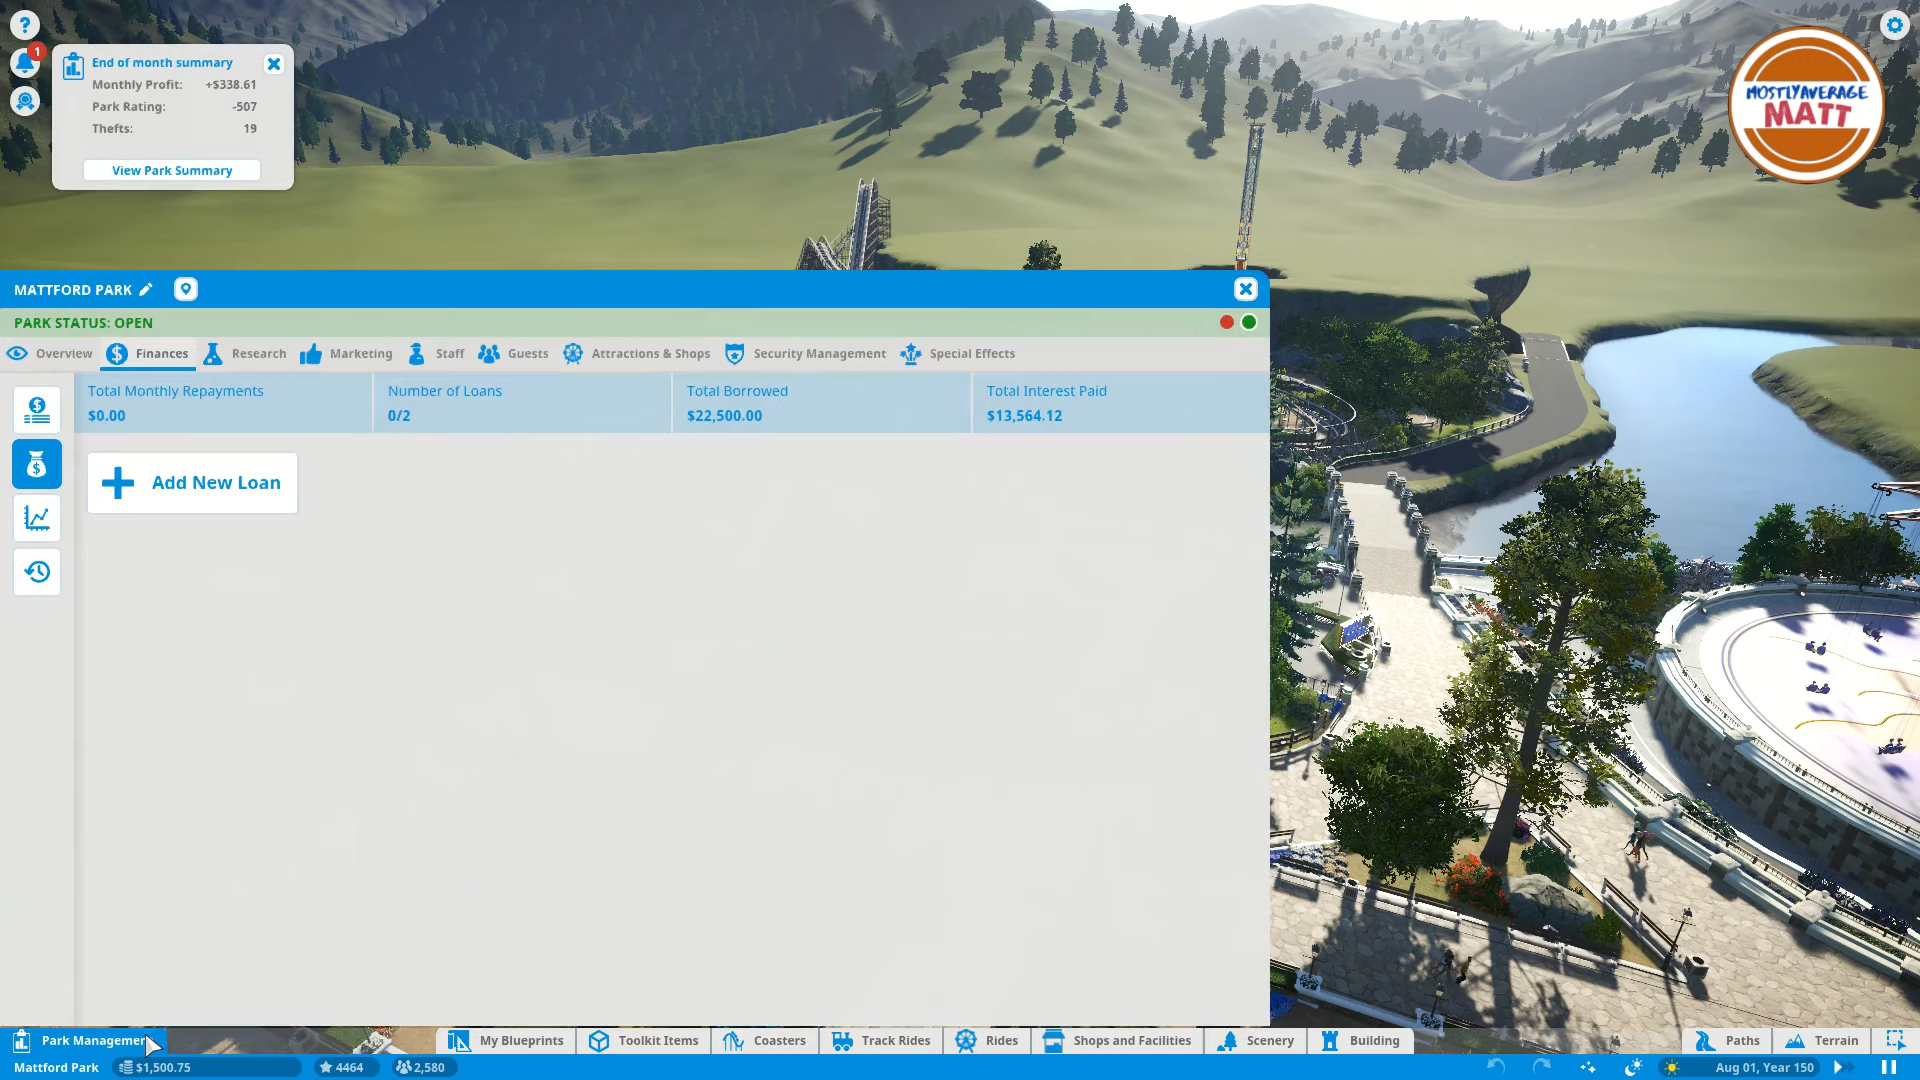 ?
1
End of month summary
Monthly Profit: +$338.61
Park Rating: -507
Thefts: 19
View Park Summary
MOSTLYAVERAGE
MATT
MATTFORD PARK
PARK STATUS: OPEN
Overview Finances Research Marketing Staff Guests Attractions & Shops Security Management Special Effects
Total Monthly Repayments Number of Loans Total Borrowed Total Interest Paid
$0.00 0/2 $22,500.00 $13,564.12
Add New Loan
Park Managemen My Blueprints Toolkit Items Coasters Track Rides Rides Shops and Facilities Scenery Building Paths Terrain
Mattford Park $1,500.75 4464 2,580 Aug 01, Year 150